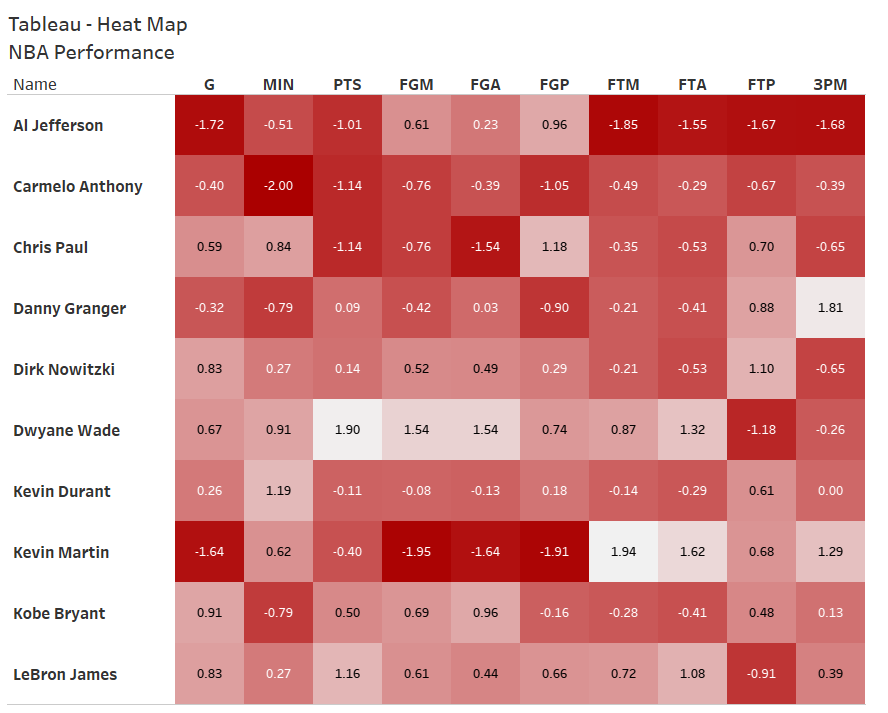 Tableau - Heat Map
NBA Performance
Name G MIN PTS FGM FGA FGP FTM FTA FTP 3PM
Al Jefferson -1.72 -0.51 -1.01 0.61 0.23 0.96 -1.85 -1.55 -1.67 -1.68
Carmelo Anthony -0.40 -2.00 -1.14 -0.76 -0.39 -1.05 -0.49 -0.29 -0.67 -0.39
Chris Paul 0.59 0.84 -1.14 -0.76 -1.54 1.18 -0.35 -0.53 0.70 -0.65
Danny Granger -0.32 -0.79 0.09 -0.42 0.03 -0.90 -0.21 -0.41 0.88 1.81
Dirk Nowitzki 0.83 0.27 0.14 0.52 0.49 0.29 -0.21 -0.53 1.10 -0.65
Dwyane Wade 0.67 0.91 1.90 1.54 1.54 0.74 0.87 1.32 -1.18 -0.26
Kevin Durant 0.26 1.19 -0.11 -0.08 -0.13 0.18 -0.14 -0.29 0.61 0.00
Kevin Martin -1.64 0.62 -0.40 -1.95 -1.64 -1.91 1.94 1.62 0.68 1.29
Kobe Bryant 0.91 -0.79 0.50 0.69 0.96 -0.16 -0.28 -0.41 0.48 0.13
LeBron James 0.83 0.27 1.16 0.61 0.44 0.66 0.72 1.08 -0.91 0.39